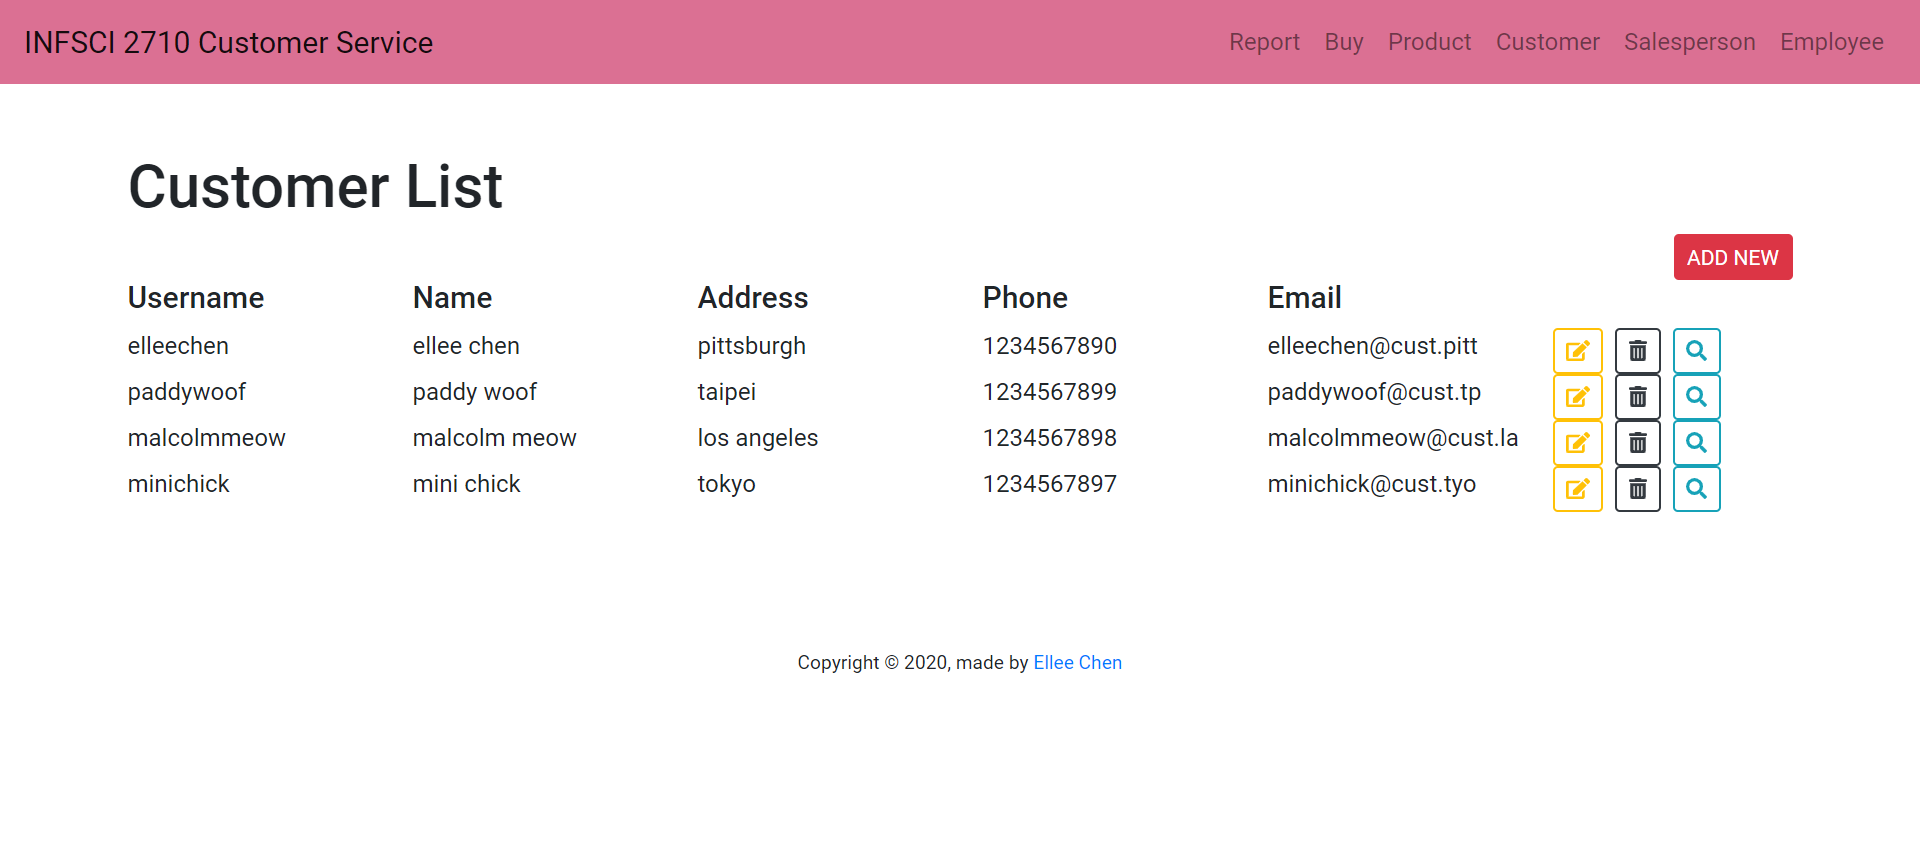 INFSCI 2710 Customer Service Report Buy Product Customer Salesperson Employee
Customer List
ADD NEW
Username Name Address Phone Email
elleechen ellee chen pittsburgh 1234567890 elleechen@cust.pitt
paddywoof paddy woof taipei 1234567899 paddywoof@cust.tp
malcolmmeow malcolm meow los angeles 1234567898 malcolmmeow@cust.la
minichick mini chick tokyo 1234567897 minichick@cust.tyo
Copyright © 2020, made by Ellee Chen